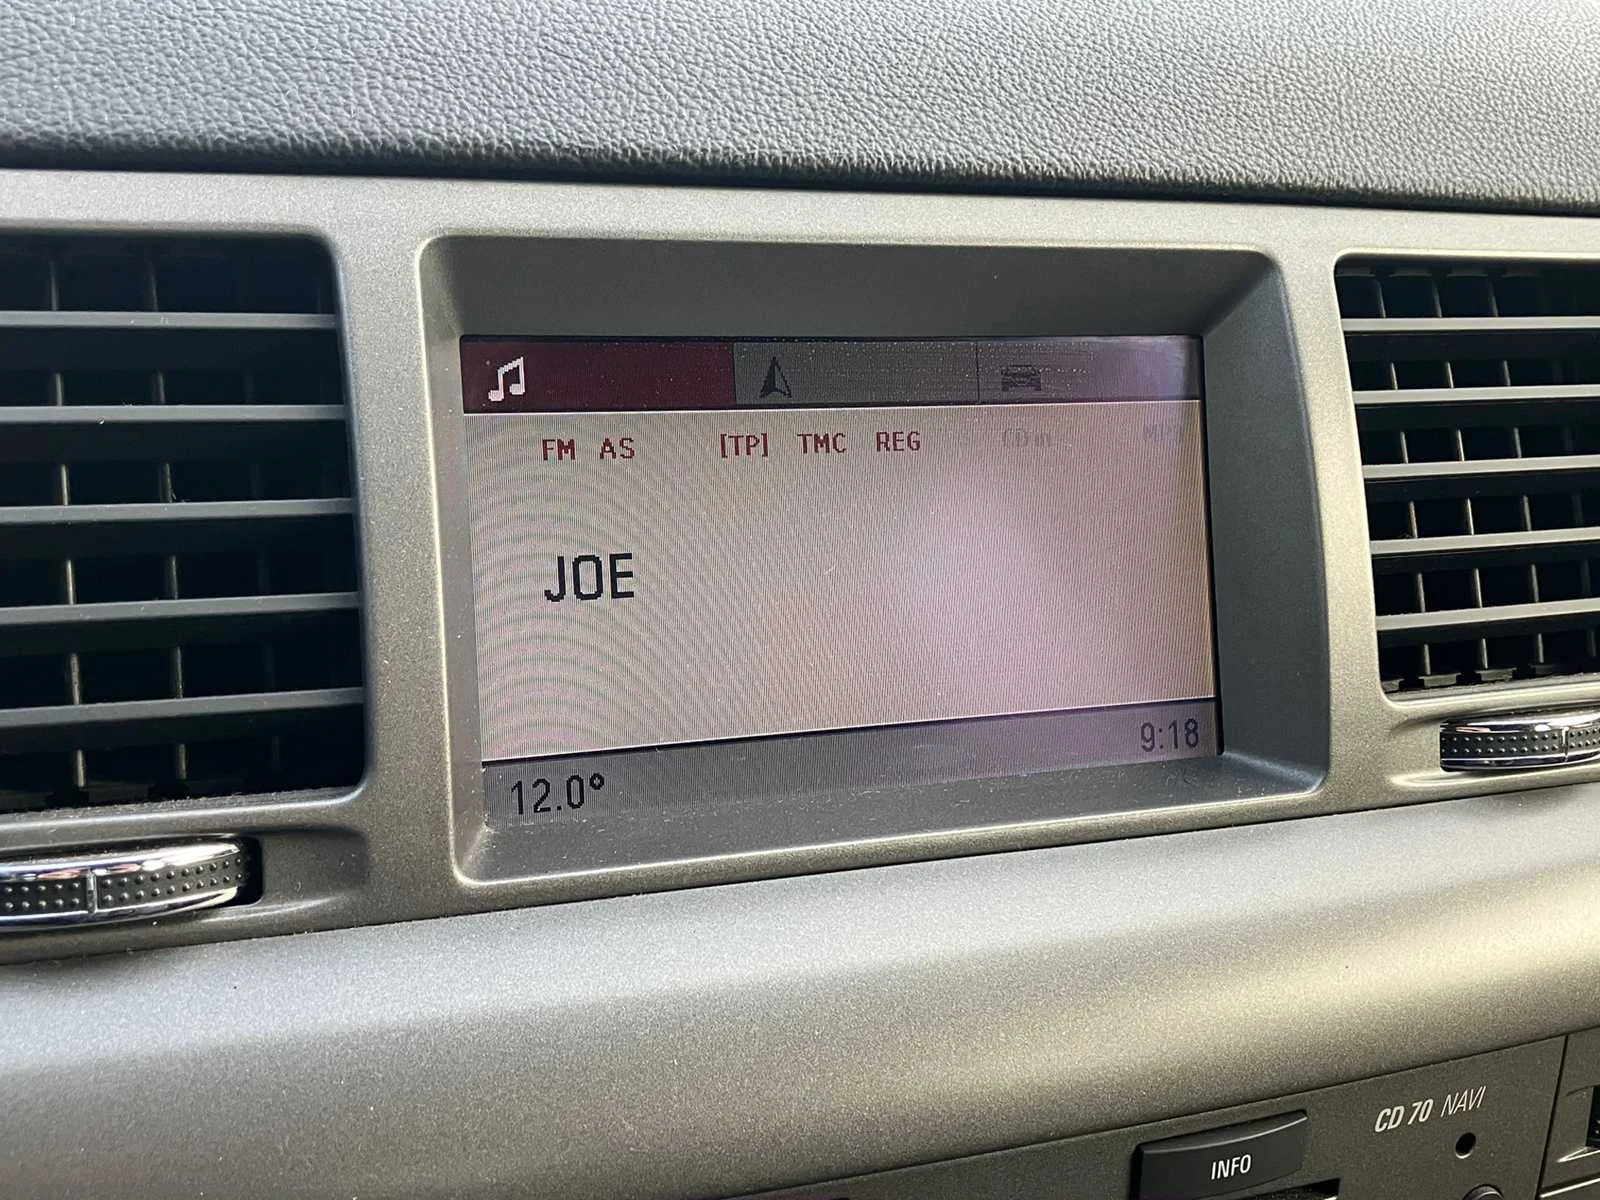 FM AS [TP] TMC REG
JOE
12.0° 9:18
CD 70 NAVI
INFO